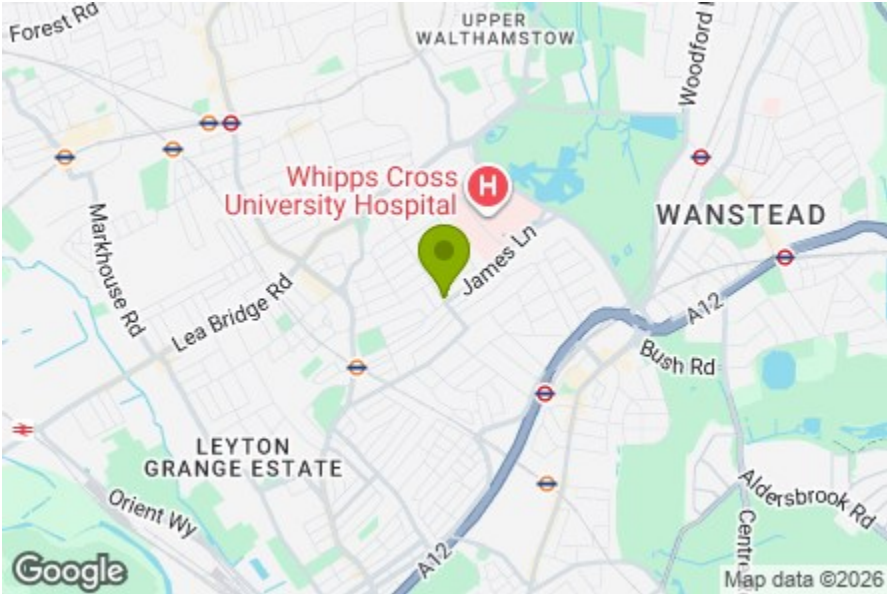 Forest Rd
UPPER
WALTHAMSTOW
Woodford
Whipps Cross
University Hospital
H
WANSTEAD
Markhouse Rd
James Ln
Lea Bridge Rd
A12
Bush Rd
LEYTON
GRANGE ESTATE
Orient Wy
A12
Aldersbrook Rd
Google
Map data ©2026